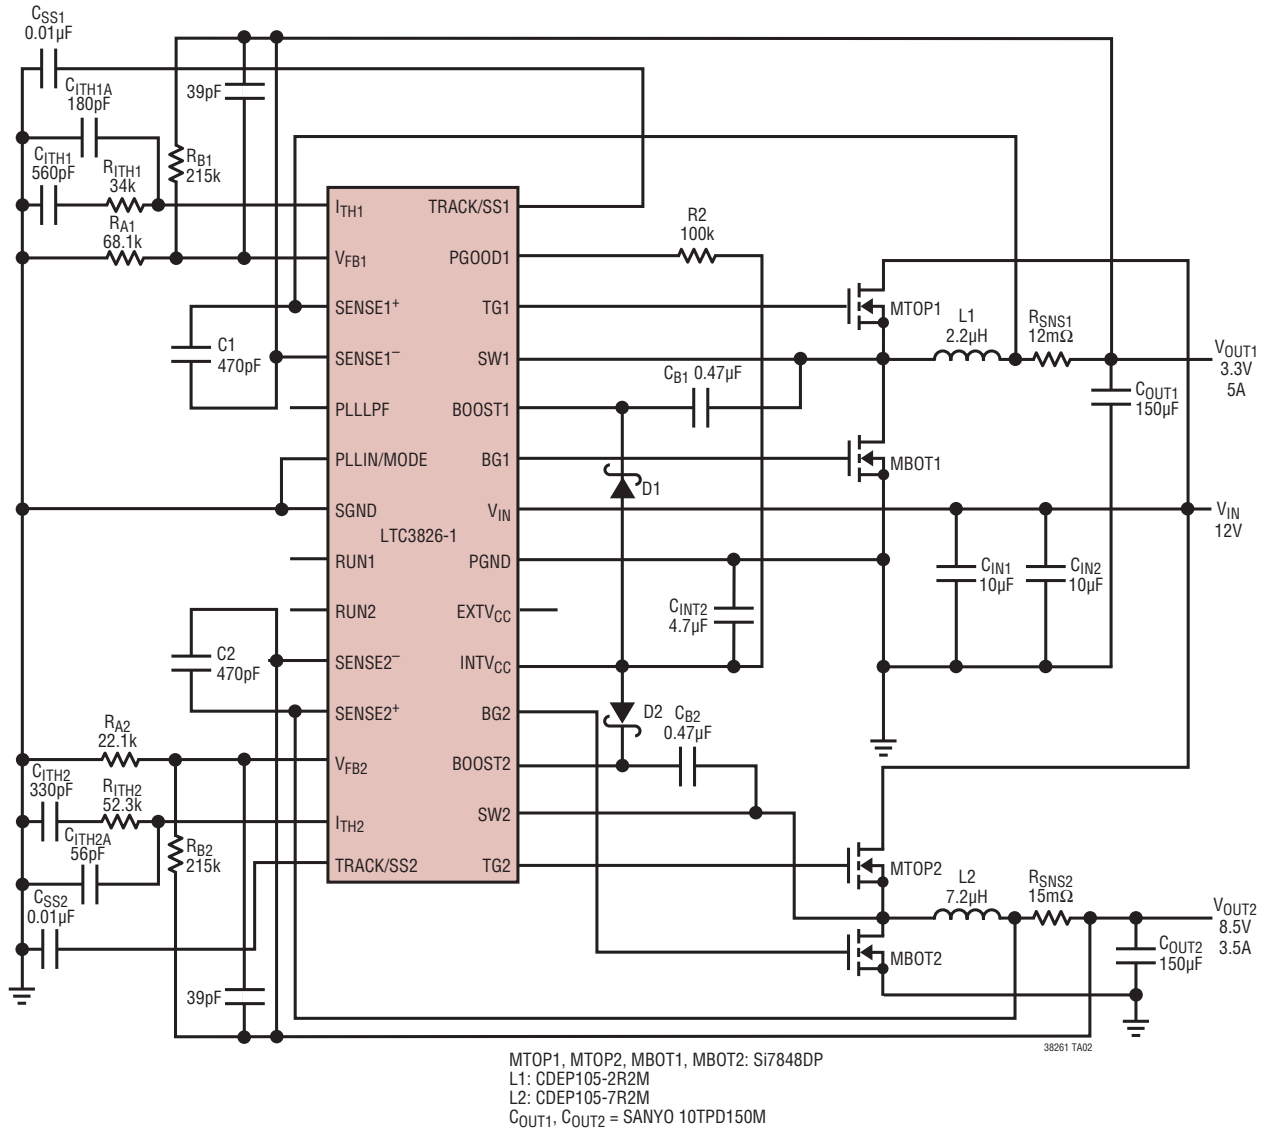 CSS1
0.01µF
CITH1A
180pF
39pF
CITH1
560pF
RITH1
34k
RB1
215k
RA1
68.1k
C1
470pF
ITH1
VFB1
SENSE1+
SENSE1–
PLLLPF
PLLIN/MODE
SGND
LTC3826-1
RUN1
RUN2
SENSE2–
SENSE2+
VFB2
ITH2
TRACK/SS2
TRACK/SS1
PGOOD1
TG1
SW1
BOOST1
BG1
VIN
PGND
EXTVCC
INTVCC
BG2
BOOST2
SW2
TG2
R2
100k
MTOP1
L1
2.2µH
RSNS1
12mΩ
VOUT1
3.3V
5A
CB1 0.47µF
COUT1
150µF
MBOT1
D1
VIN
12V
CIN1
10µF
CIN2
10µF
CINT2
4.7µF
C2
470pF
D2
CB2
0.47µF
RA2
22.1k
CITH2
330pF
RITH2
52.3k
CITH2A
56pF
RB2
215k
CSS2
0.01µF
39pF
MTOP2
L2
7.2µH
RSNS2
15mΩ
VOUT2
8.5V
3.5A
MBOT2
COUT2
150µF
38261 TA02
MTOP1, MTOP2, MBOT1, MBOT2: Si7848DP
L1: CDEP105-2R2M
L2: CDEP105-7R2M
COUT1, COUT2 = SANYO 10TPD150M